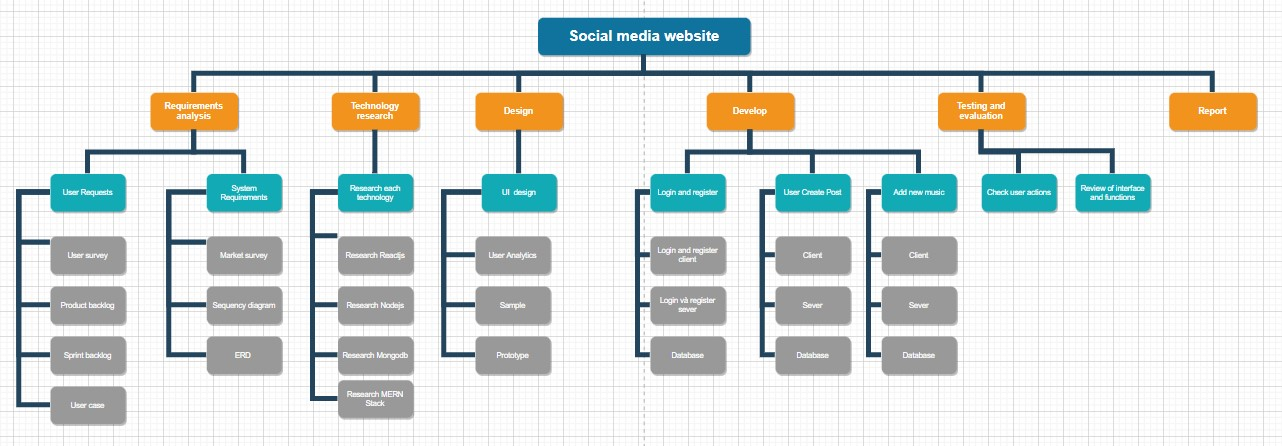 Social media website
Requirements
analysis
Technology
research
Design
Develop
Testing and
evaluation
Report
User Requests
System
Requirements
Research each
technology
UI design
Login and register
User Create Post
Add new music
Check user actions
Review of interface
and functions
User survey
Market survey
Research Reactjs
User Analytics
Login and register
client
Client
Client
Product backlog
Sequency diagram
Research Nodejs
Sample
Login và register
sever
Sever
Sever
Sprint backlog
ERD
Research Mongodb
Prototype
Database
Database
Database
User case
Research MERN
Stack